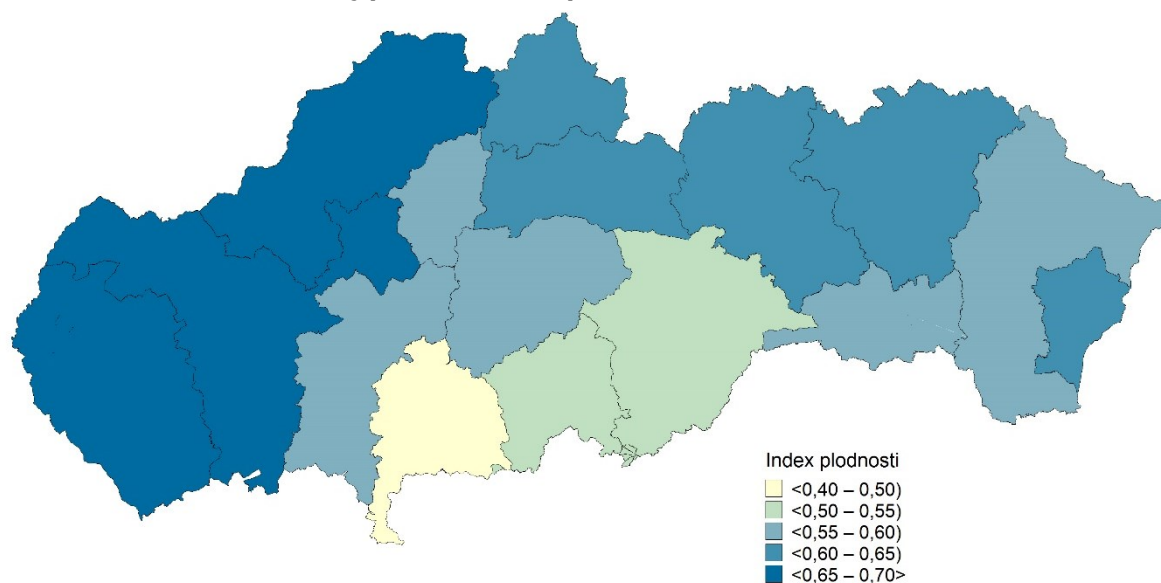 Index plodnosti
<0,40 – 0,50)
<0,50 – 0,55)
<0,55 – 0,60)
<0,60 – 0,65)
<0,65 – 0,70>